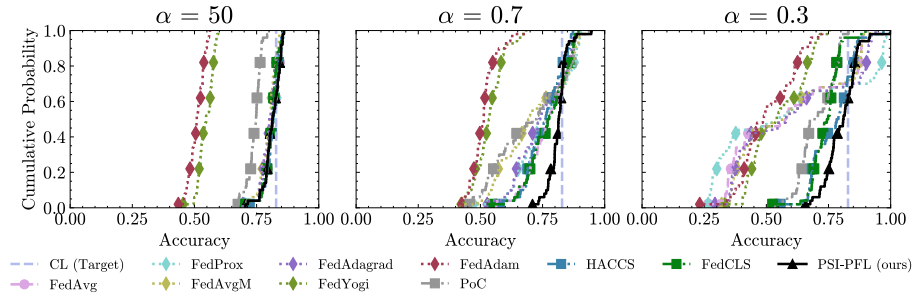 α = 50
α = 0.7
α = 0.3
Cumulative Probability
1.0
0.8
0.6
0.4
0.2
0.0
0.00 0.25 0.50 0.75 1.00
0.00 0.25 0.50 0.75 1.00
0.00 0.25 0.50 0.75 1.00
Accuracy
Accuracy
Accuracy
CL (Target) FedProx FedAdagrad FedAdam HACCS FedCLS PSI-PFL (ours)
FedAvg FedAvgM FedYogi PoC